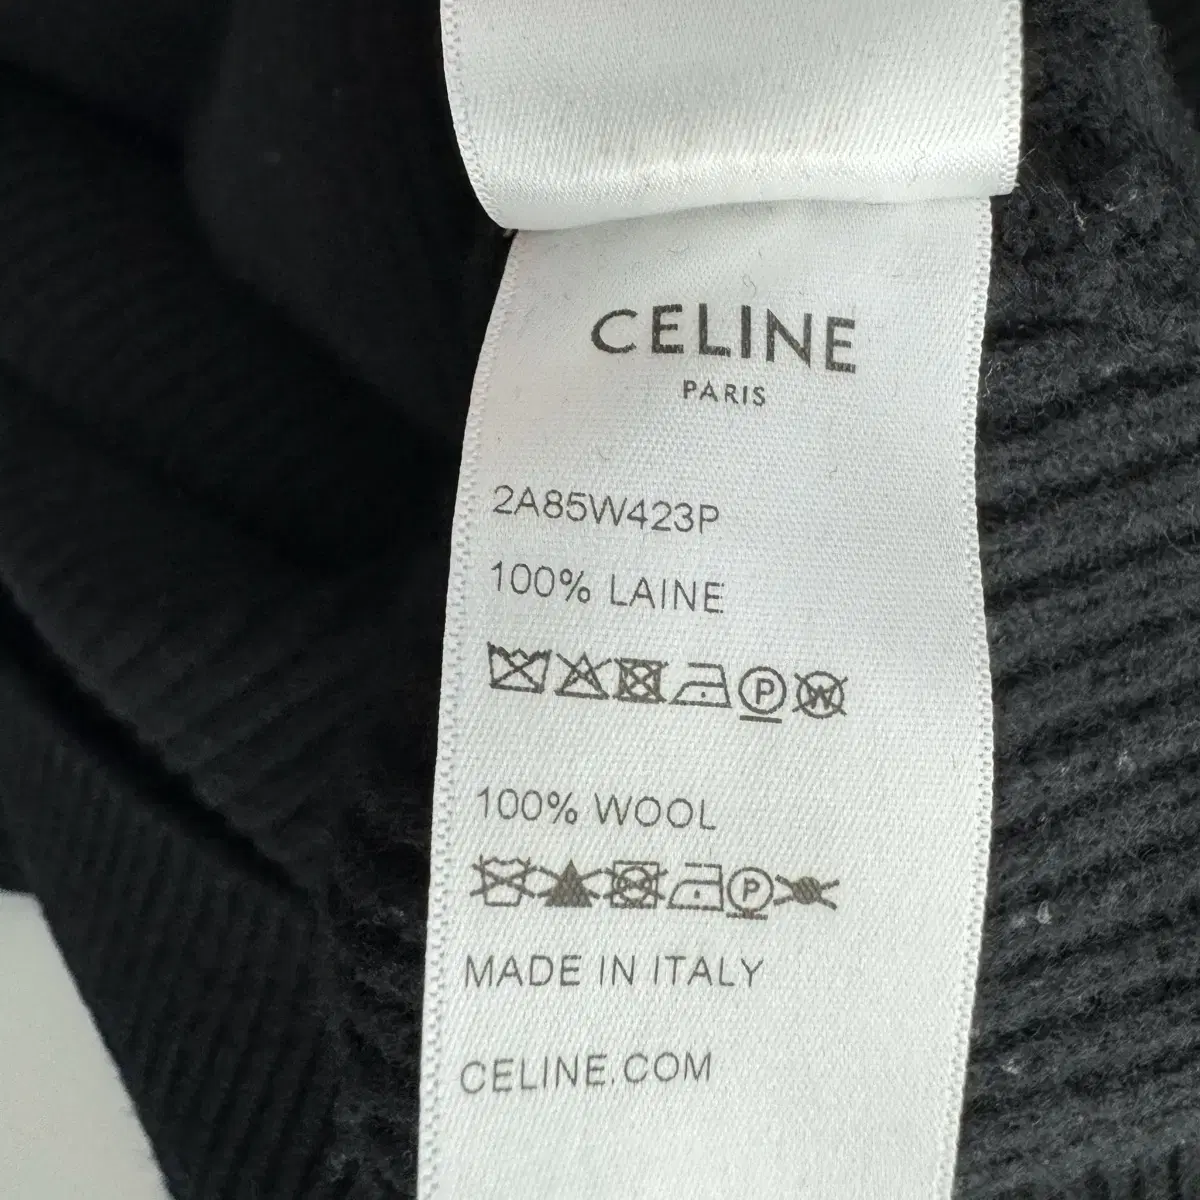 CELINE
PARIS
2A85W423P
100% LAINE
P W
100% WOOL
P
MADE IN ITALY
CELINE.COM